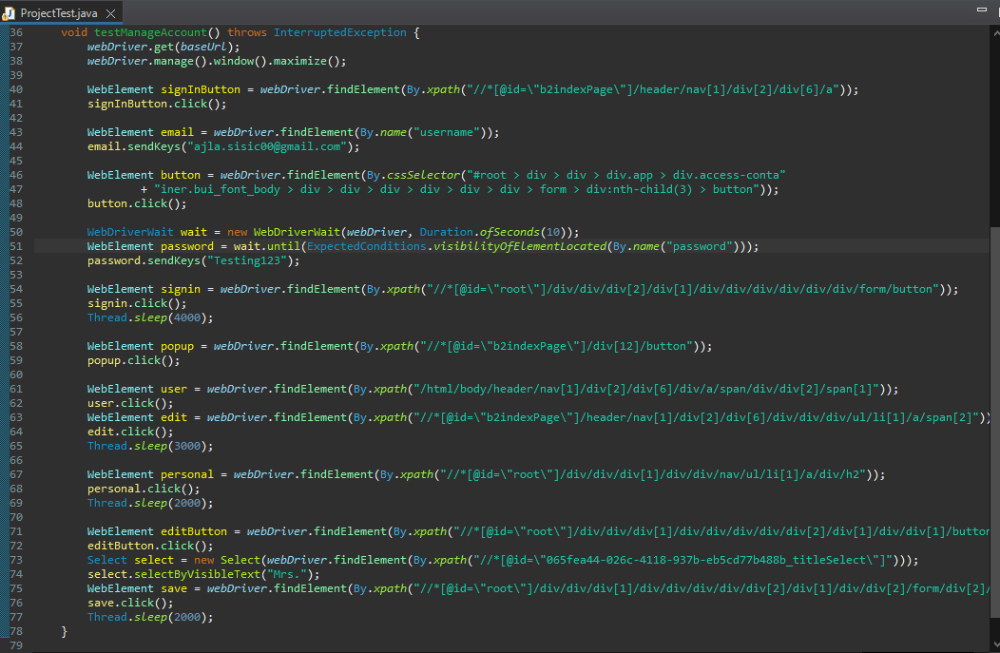 ProjectTest.java
36 void testManageAccount() throws InterruptedException {
37 webDriver.get(baseUrl);
38 webDriver.manage().window().maximize();
39
40 WebElement signInButton = webDriver.findElement(By.xpath("//*[@id=\"b2indexPage\"]/header/nav[1]/div[2]/div[6]/a"));
41 signInButton.click();
42
43 WebElement email = webDriver.findElement(By.name("username"));
44 email.sendKeys("ajla.sisic00@gmail.com");
45
46 WebElement button = webDriver.findElement(By.cssSelector("#root > div > div > div.app > div.access-conta"
47 + "iner.bui_font_body > div > div > div > div > div > div > form > div:nth-child(3) > button"));
48 button.click();
49
50 WebDriverWait wait = new WebDriverWait(webDriver, Duration.ofSeconds(10));
51 WebElement password = wait.until(ExpectedConditions.visibilityOfElementLocated(By.name("password")));
52 password.sendKeys("Testing123");
53
54 WebElement signin = webDriver.findElement(By.xpath("//*[@id=\"root\"]/div/div/div[2]/div[1]/div/div/div/div/div/div/form/button"));
55 signin.click();
56 Thread.sleep(4000);
57
58 WebElement popup = webDriver.findElement(By.xpath("//*[@id=\"b2indexPage\"]/div[12]/button"));
59 popup.click();
60
61 WebElement user = webDriver.findElement(By.xpath("/html/body/header/nav[1]/div[2]/div[6]/div/a/span/div/div[2]/span[1]"));
62 user.click();
63 WebElement edit = webDriver.findElement(By.xpath("//*[@id=\"b2indexPage\"]/header/nav[1]/div[2]/div[6]/div/div/div/ul/li[1]/a/span[2]"))
64 edit.click();
65 Thread.sleep(3000);
66
67 WebElement personal = webDriver.findElement(By.xpath("//*[@id=\"root\"]/div/div/div[1]/div/div/nav/ul/li[1]/a/div/h2"));
68 personal.click();
69 Thread.sleep(2000);
70
71 WebElement editButton = webDriver.findElement(By.xpath("//*[@id=\"root\"]/div/div/div[1]/div/div/div/div/div[2]/div[1]/div/div[1]/button
72 editButton.click();
73 Select select = new Select(webDriver.findElement(By.xpath("//*[@id=\"065fea44-026c-4118-937b-eb5cd77b488b_titleSelect\"]")));
74 select.selectByVisibleText("Mrs.");
75 WebElement save = webDriver.findElement(By.xpath("//*[@id=\"root\"]/div/div/div[1]/div/div/div/div/div[2]/div[1]/div/div[2]/form/div[2]/
76 save.click();
77 Thread.sleep(2000);
78 }
79